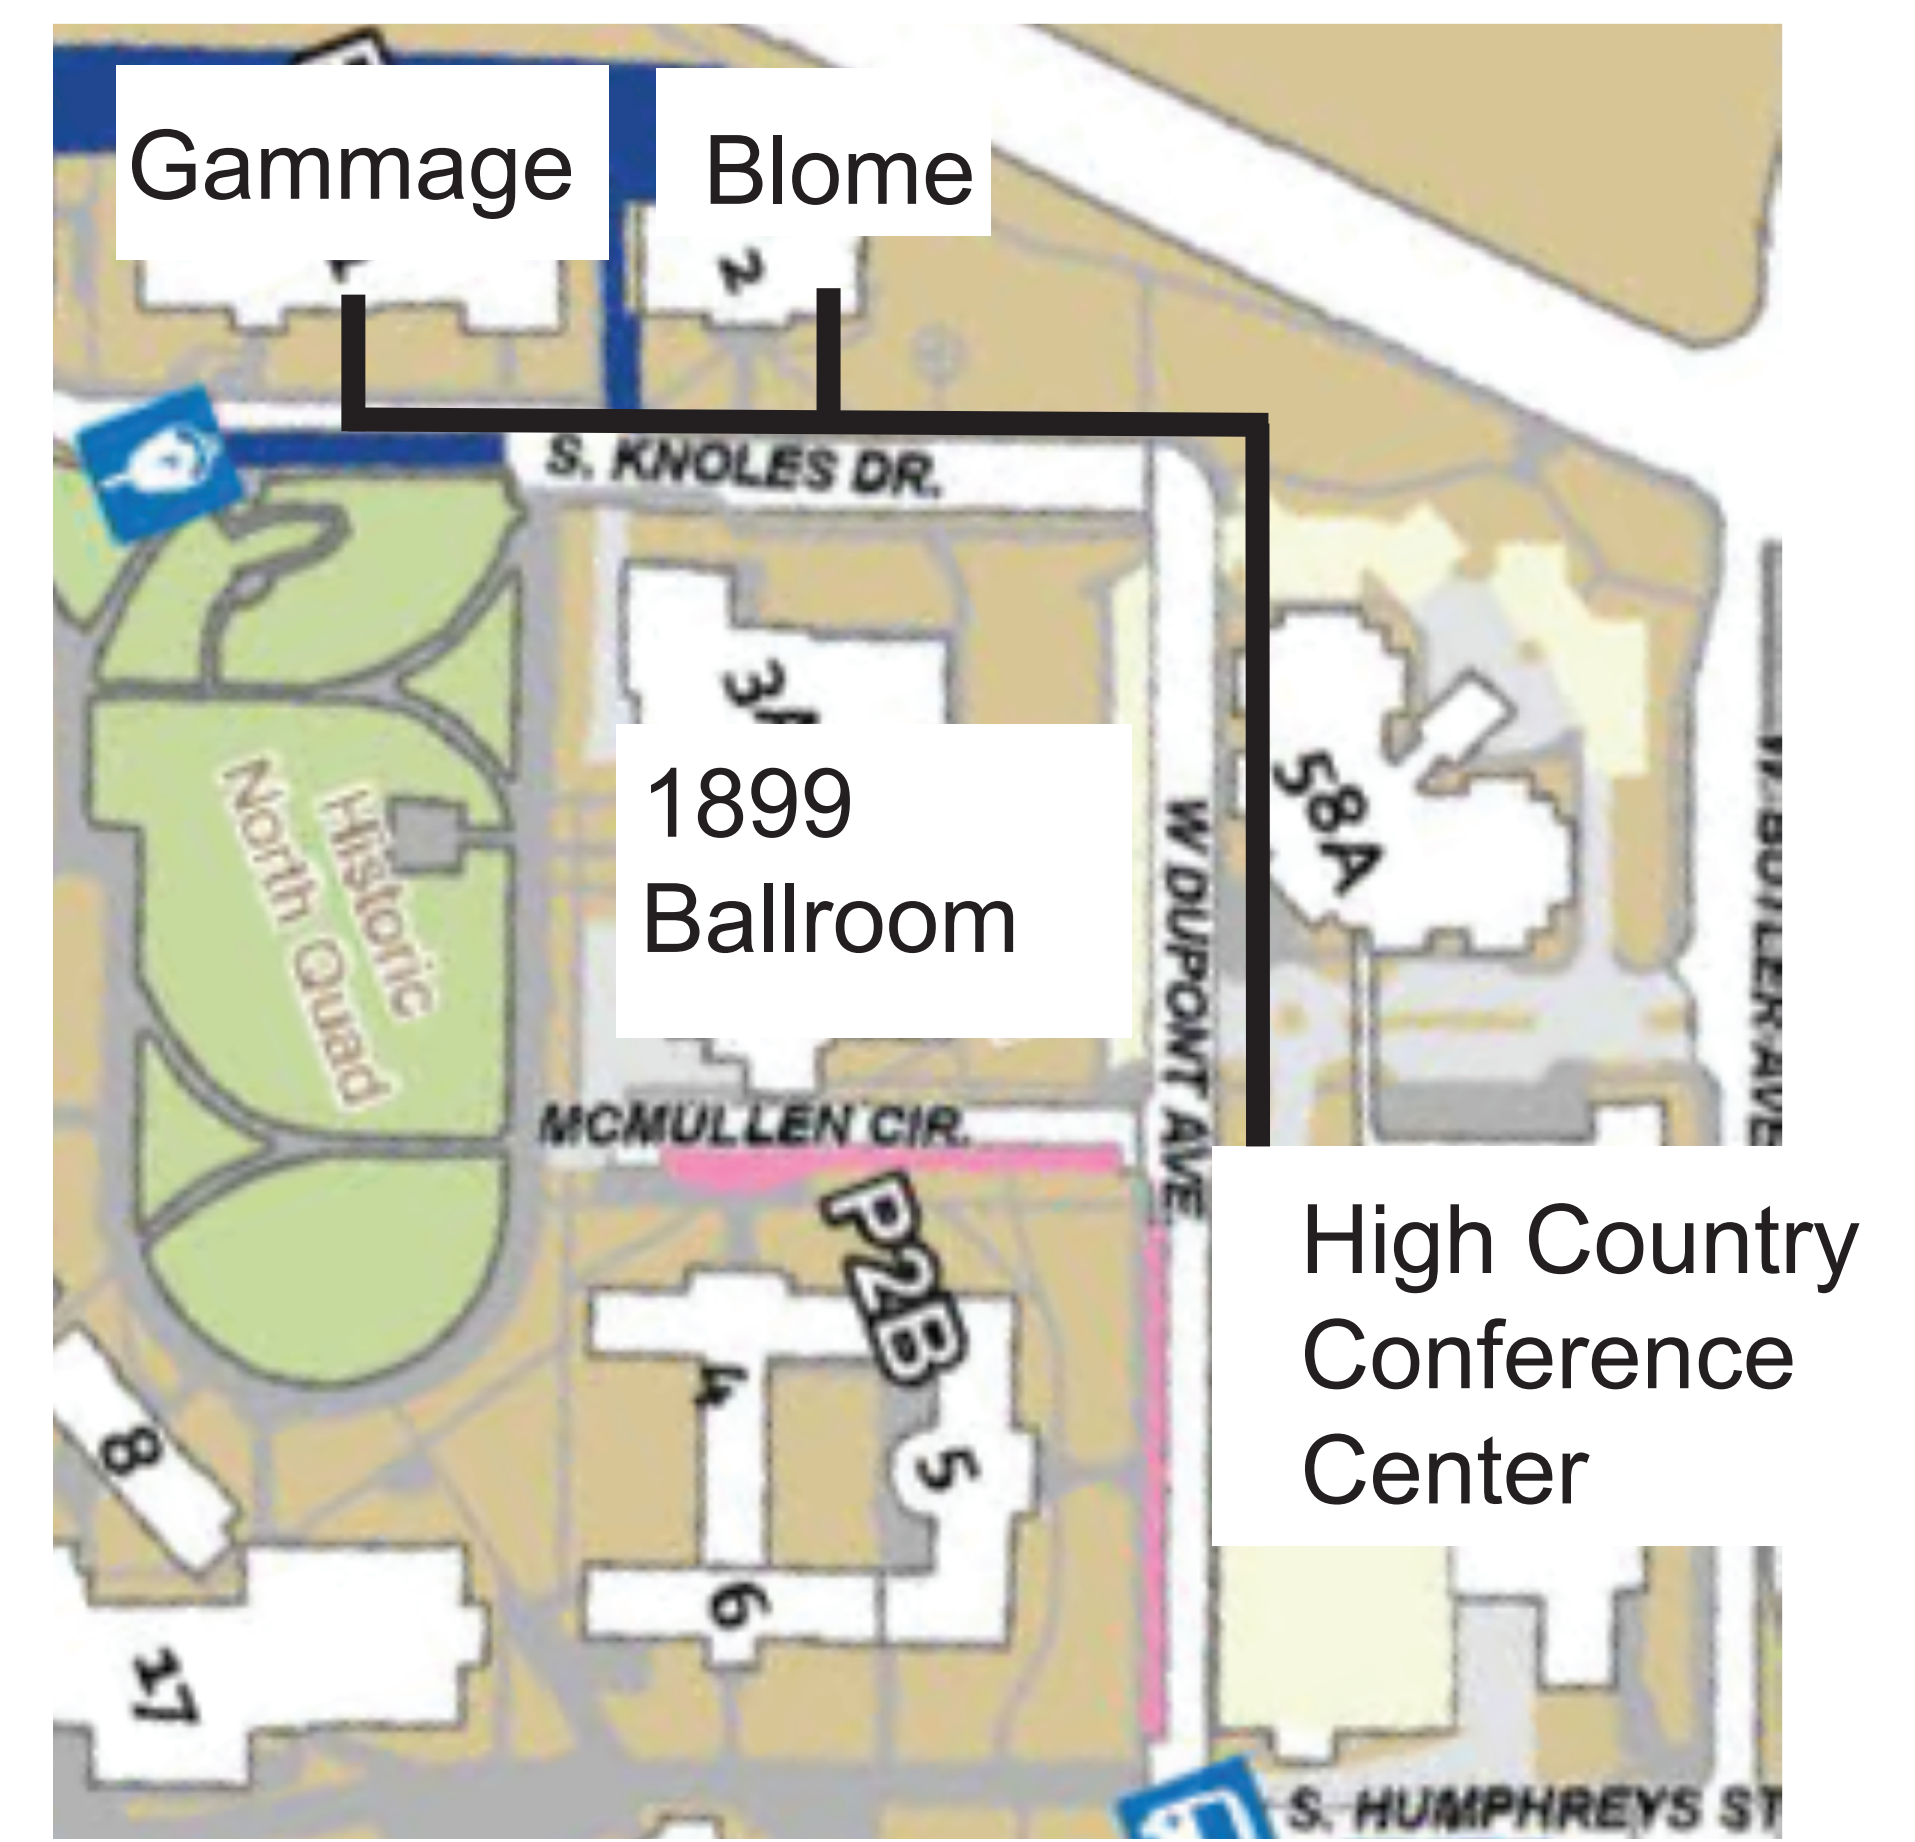 Gammage
Blome
2
S. KNOLES DR.
3A
1899
Ballroom
58A
Historic
North Quad
W DUPONT AVE.
W. BUTLER AVE
MCMULLEN CIR.
P2B
High Country
Conference
Center
4
5
8
6
17
S. HUMPHREYS ST